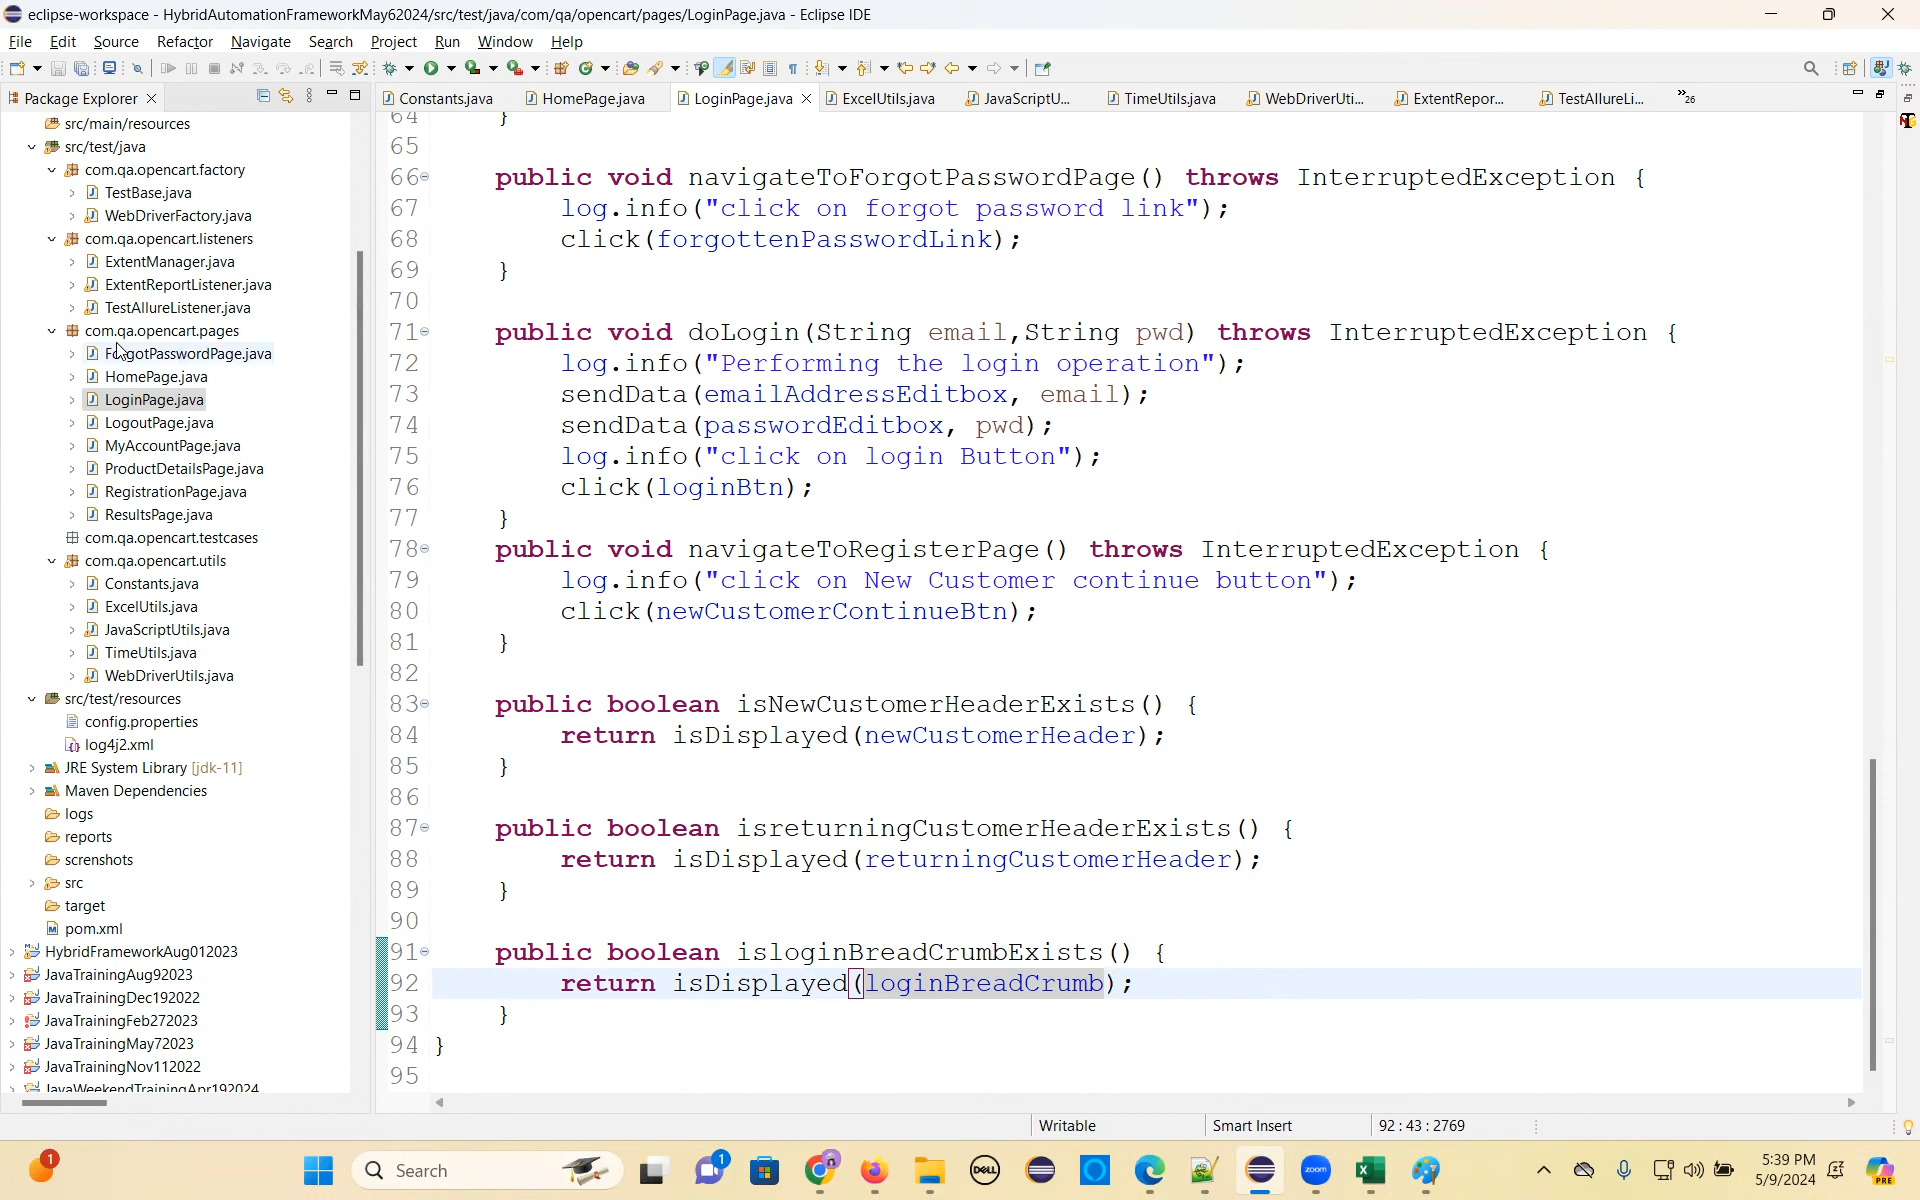 eclipse-workspace - HybridAutomationFrameworkMay62024/src/test/java/com/qa/opencart/pages/LoginPage.java - Eclipse IDE
File Edit Source Refactor Navigate Search Project Run Window Help
Package Explorer
Constants.java HomePage.java LoginPage.java ExcelUtils.java JavaScriptU... TimeUtils.java WebDriverUti... ExtentRepor... TestAllureLi... »26
src/main/resources
src/test/java
com.qa.opencart.factory
TestBase.java
WebDriverFactory.java
com.qa.opencart.listeners
ExtentManager.java
ExtentReportListener.java
TestAllureListener.java
com.qa.opencart.pages
ForgotPasswordPage.java
HomePage.java
LoginPage.java
LogoutPage.java
MyAccountPage.java
ProductDetailsPage.java
RegistrationPage.java
ResultsPage.java
com.qa.opencart.testcases
com.qa.opencart.utils
Constants.java
ExcelUtils.java
JavaScriptUtils.java
TimeUtils.java
WebDriverUtils.java
src/test/resources
config.properties
log4j2.xml
JRE System Library [jdk-11]
Maven Dependencies
logs
reports
screnshots
src
target
pom.xml
HybridFrameworkAug012023
JavaTrainingAug92023
JavaTrainingDec192022
JavaTrainingFeb272023
JavaTrainingMay72023
JavaTrainingNov112022
JavaWeekendTrainingApr192024
64 }
65
66 public void navigateToForgotPasswordPage() throws InterruptedException {
67 log.info("click on forgot password link");
68 click(forgottenPasswordLink);
69 }
70
71 public void doLogin(String email,String pwd) throws InterruptedException {
72 log.info("Performing the login operation");
73 sendData(emailAddressEditbox, email);
74 sendData(passwordEditbox, pwd);
75 log.info("click on login Button");
76 click(loginBtn);
77 }
78 public void navigateToRegisterPage() throws InterruptedException {
79 log.info("click on New Customer continue button");
80 click(newCustomerContinueBtn);
81 }
82
83 public boolean isNewCustomerHeaderExists() {
84 return isDisplayed(newCustomerHeader);
85 }
86
87 public boolean isreturningCustomerHeaderExists() {
88 return isDisplayed(returningCustomerHeader);
89 }
90
91 public boolean isloginBreadCrumbExists() {
92 return isDisplayed(loginBreadCrumb);
93 }
94 }
95
Writable Smart Insert 92 : 43 : 2769
1 Search DELL 1 zoom 5:39 PM
5/9/2024 PRE